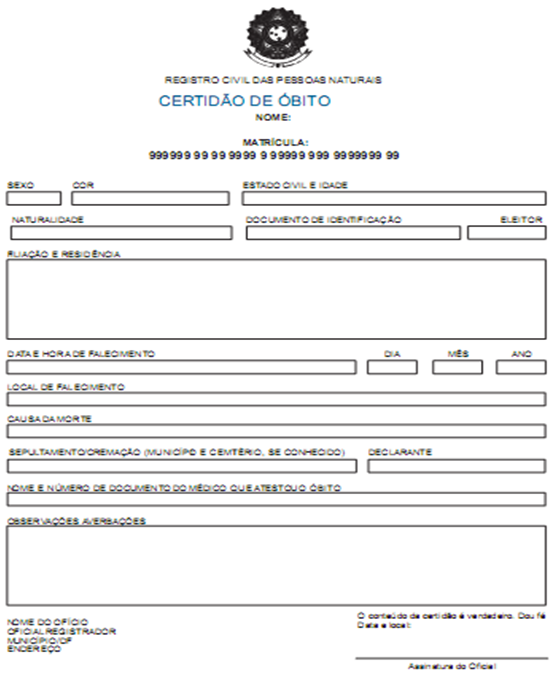 REGISTRO CIVIL DAS PESSOAS NATURAIS
CERTIDÃO DE ÓBITO
NOME:
MATRÍCULA:
999999 99 99 9999 9 99999 999 9999999 99
SEXO COR ESTADO CIVIL E IDADE
NATURALIDADE DOCUMENTO DE IDENTIFICAÇÃO ELEITOR
FILIAÇÃO E RESIDÊNCIA
DATA E HORA DE FALECIMENTO DIA MÊS ANO
LOCAL DE FALECIMENTO
CAUSA DA MORTE
SEPULTAMENTO/CREMAÇÃO (MUNICÍPIO E CEMTÉRIO, SE CONHECIDO) DECLARANTE
NOME E NÚMERO DE DOCUMENTO DO MÉDICO QUE ATESTOU O ÓBITO
OBSERVAÇÕES AVERBAÇÕES
NOME DO OFÍCIO
OFICIAL REGISTRADOR
MUNICÍPIO/DF
ENDEREÇO
O conteúdo da certidão é verdadeiro. Dou fé
Data e local:
Assinatura do Oficial